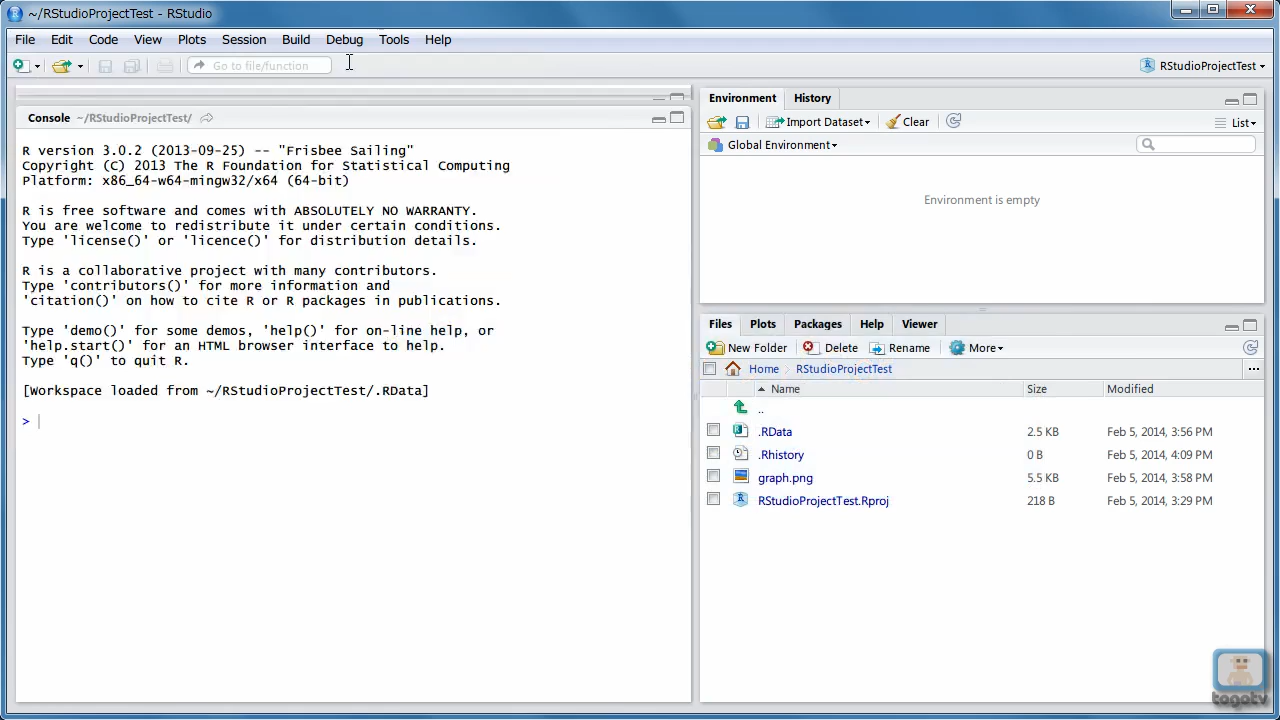 ~/RStudioProjectTest - RStudio
File Edit Code View Plots Session Build Debug Tools Help
Go to file/function
RStudioProjectTest
Console ~/RStudioProjectTest/
R version 3.0.2 (2013-09-25) -- "Frisbee Sailing"
Copyright (C) 2013 The R Foundation for Statistical Computing
Platform: x86_64-w64-mingw32/x64 (64-bit)
R is free software and comes with ABSOLUTELY NO WARRANTY.
You are welcome to redistribute it under certain conditions.
Type 'license()' or 'licence()' for distribution details.
R is a collaborative project with many contributors.
Type 'contributors()' for more information and
'citation()' on how to cite R or R packages in publications.
Type 'demo()' for some demos, 'help()' for on-line help, or
'help.start()' for an HTML browser interface to help.
Type 'q()' to quit R.
[Workspace loaded from ~/RStudioProjectTest/.RData]
>
Environment History
Import Dataset Clear List
Global Environment
Environment is empty
Files Plots Packages Help Viewer
New Folder Delete Rename More
Home RStudioProjectTest ...
Name Size Modified
..
.RData 2.5 KB Feb 5, 2014, 3:56 PM
.Rhistory 0 B Feb 5, 2014, 4:09 PM
graph.png 5.5 KB Feb 5, 2014, 3:58 PM
RStudioProjectTest.Rproj 218 B Feb 5, 2014, 3:29 PM
togotv